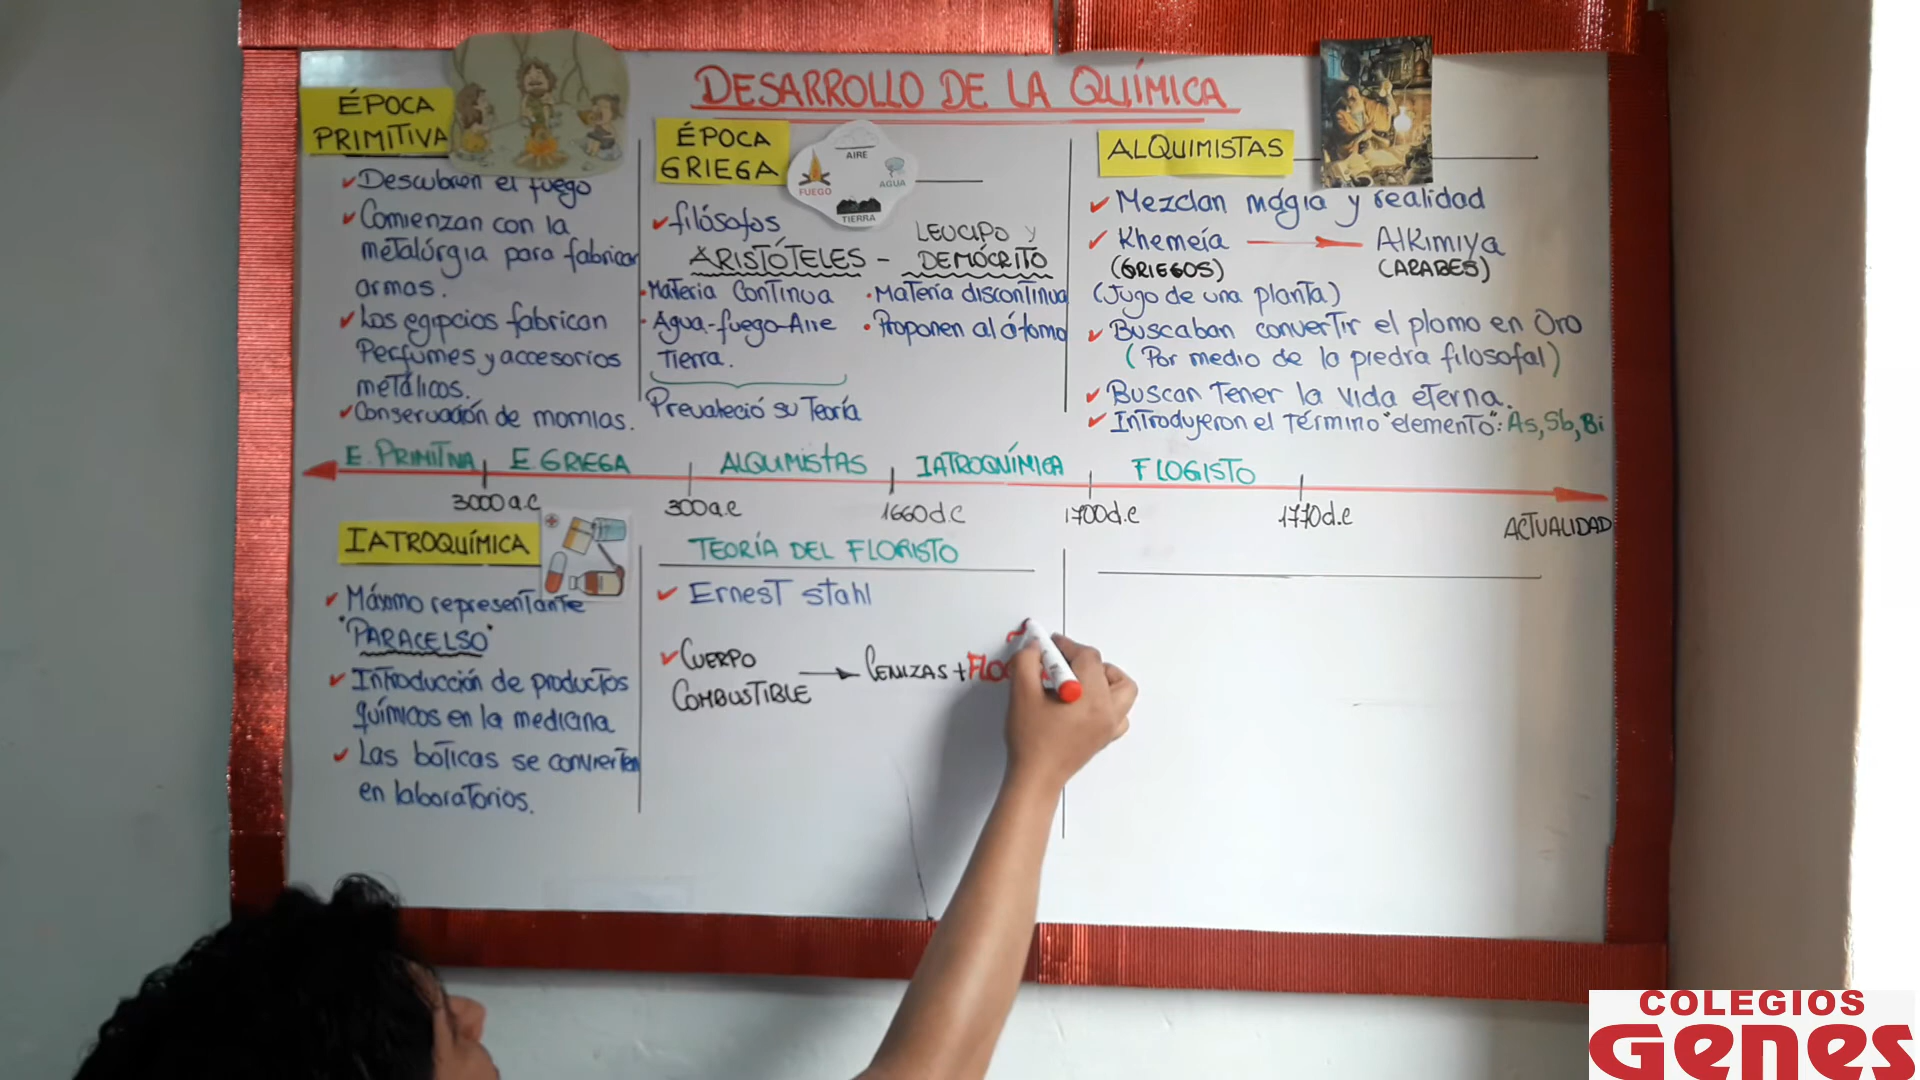 DESARROLLO DE LA QUÍMICA
ÉPOCA
PRIMITIVA
✓Descubren el fuego
✓Comienzan con la
metalúrgia para fabricar
armas.
✓Los egipcios fabrican
Perfumes y accesorios
metálicos.
✓Conservación de momias.
ÉPOCA
GRIEGA
AIRE
FUEGO
AGUA
TIERRA
✓filósofos
ARISTÓTELES - LEUCIPO y
DEMÓCRITO
•Materia Continua
•Agua-fuego-Aire
Tierra.
Prevaleció su Teoría
•Materia discontinua
•Proponen al átomo
ALQUIMISTAS
✓Mezclan mágia y realidad
✓Khemeía → Alkimiya
(GRIEGOS) (ARABES)
(Jugo de una planta)
✓Buscaban convertir el plomo en Oro
(Por medio de la piedra filosofal)
✓Buscan Tener la vida eterna.
✓Introdujeron el Término "elemento": As, Sb, Bi
E. PRIMITIVA E GRIEGA ALQUIMISTAS IATROQUÍMICA FLOGISTO
3000 a.c 300 a.c 1660 d.c 1700 d.c 1770 d.c ACTUALIDAD
IATROQUÍMICA
✓Máximo representante
"PARACELSO"
✓Introducción de productos
químicos en la medicina
✓Las bóticas se convierten
en laboratorios.
TEORÍA DEL FLOGISTO
✓Ernest stahl
✓CUERPO
COMBUSTIBLE → CENIZAS + FLO
COLEGIOS
Genes